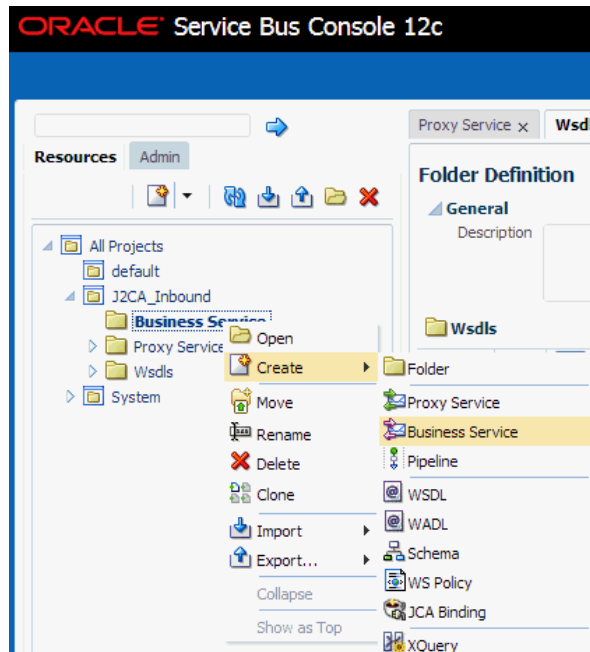 ORACLE Service Bus Console 12c
Proxy Service x Wsdl
Resources Admin
Folder Definition
General
Description
All Projects
default
J2CA_Inbound
Business Service
Wsdls
Open
Proxy Service
Create
Folder
Wsdls
System
Move
Proxy Service
Rename
Business Service
Delete
Pipeline
Clone
WSDL
Import
WADL
Export...
Schema
Collapse
WS Policy
Show as Top
JCA Binding
XQuery